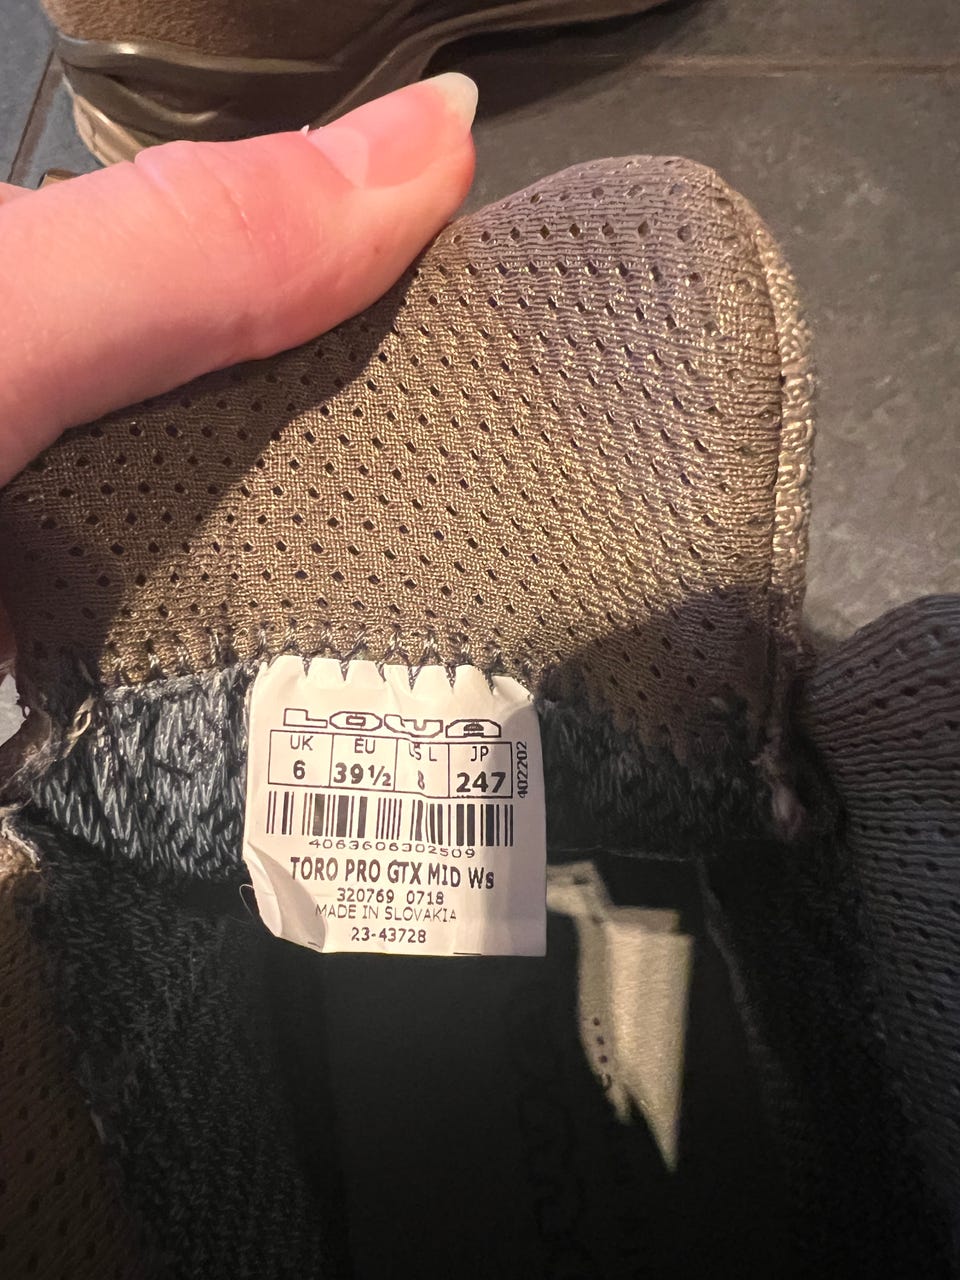 LOWA
UK EU US L JP
6 39½ 8 247
402202
4063606302509
TORO PRO GTX MID Ws
320769 0718
MADE IN SLOVAKIA
23-43728